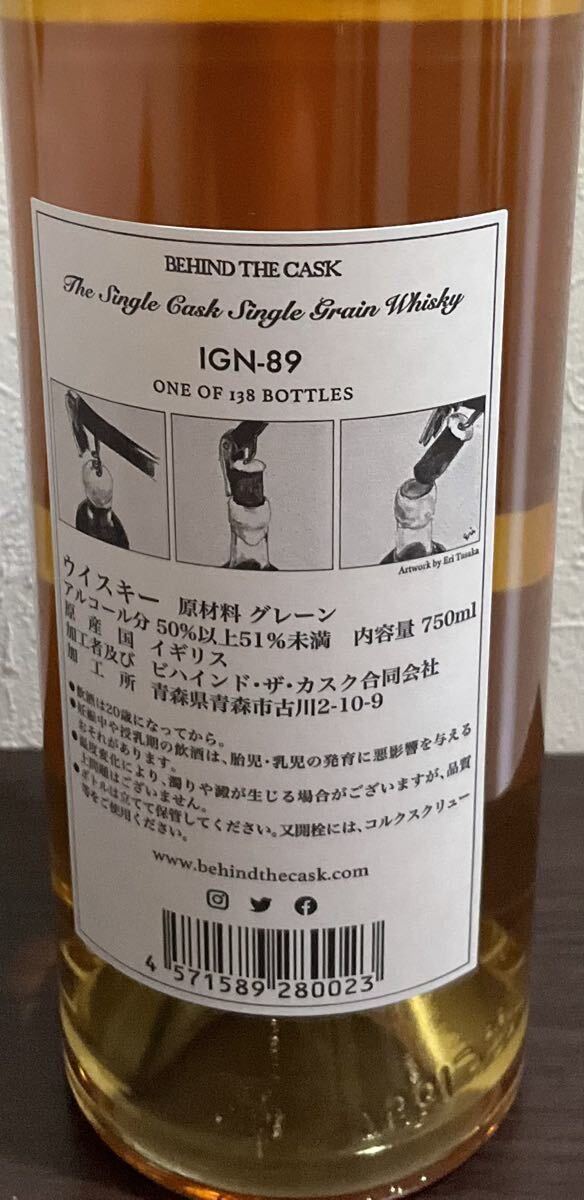 BEHIND THE CASK
The Single Cask Single Grain Whisky
IGN-89
ONE OF 138 BOTTLES
Artwork by Eri Tusaka
ウイスキー 原材料 グレーン
アルコール分 50%以上51%未満 内容量 750ml
原産国 イギリス
加工者及び ビハインド・ザ・カスク合同会社
加工所 青森県青森市古川2-10-9
●飲酒は20歳になってから。
●妊娠中や授乳期の飲酒は、胎児・乳児の発育に悪影響を与える
おそれがあります。
●温度変化により、濁りや澱が生じる場合がございますが、品質
上問題はございません。
●ボトルは立てて保管してください。又開栓には、コルクスクリュー
等をご使用ください。
www.behindthecask.com
4 571589 280023